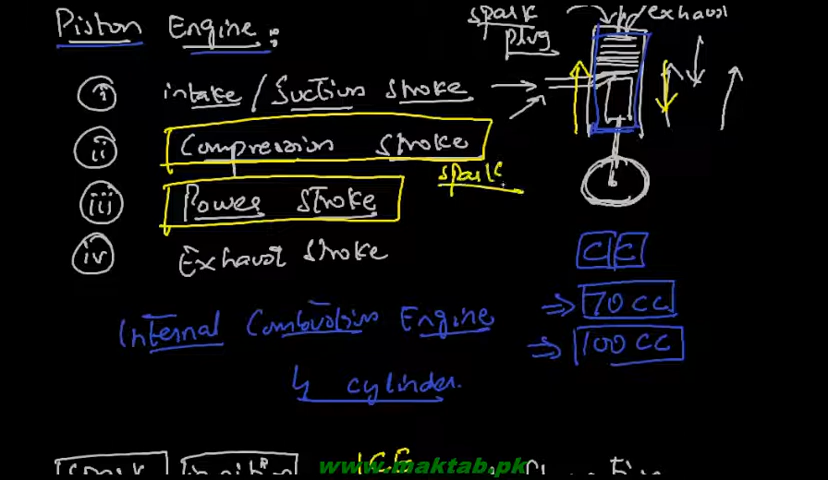 Piston Engine:
spark plug
exhaust
i intake / Suction stroke
ii Compression stroke
spark
iii Power stroke
iv Exhaust stroke
CC
Internal Combustion Engine
⇒ 70 CC
⇒ 100 CC
↳ cylinder.
ICE
www.maktab.pk